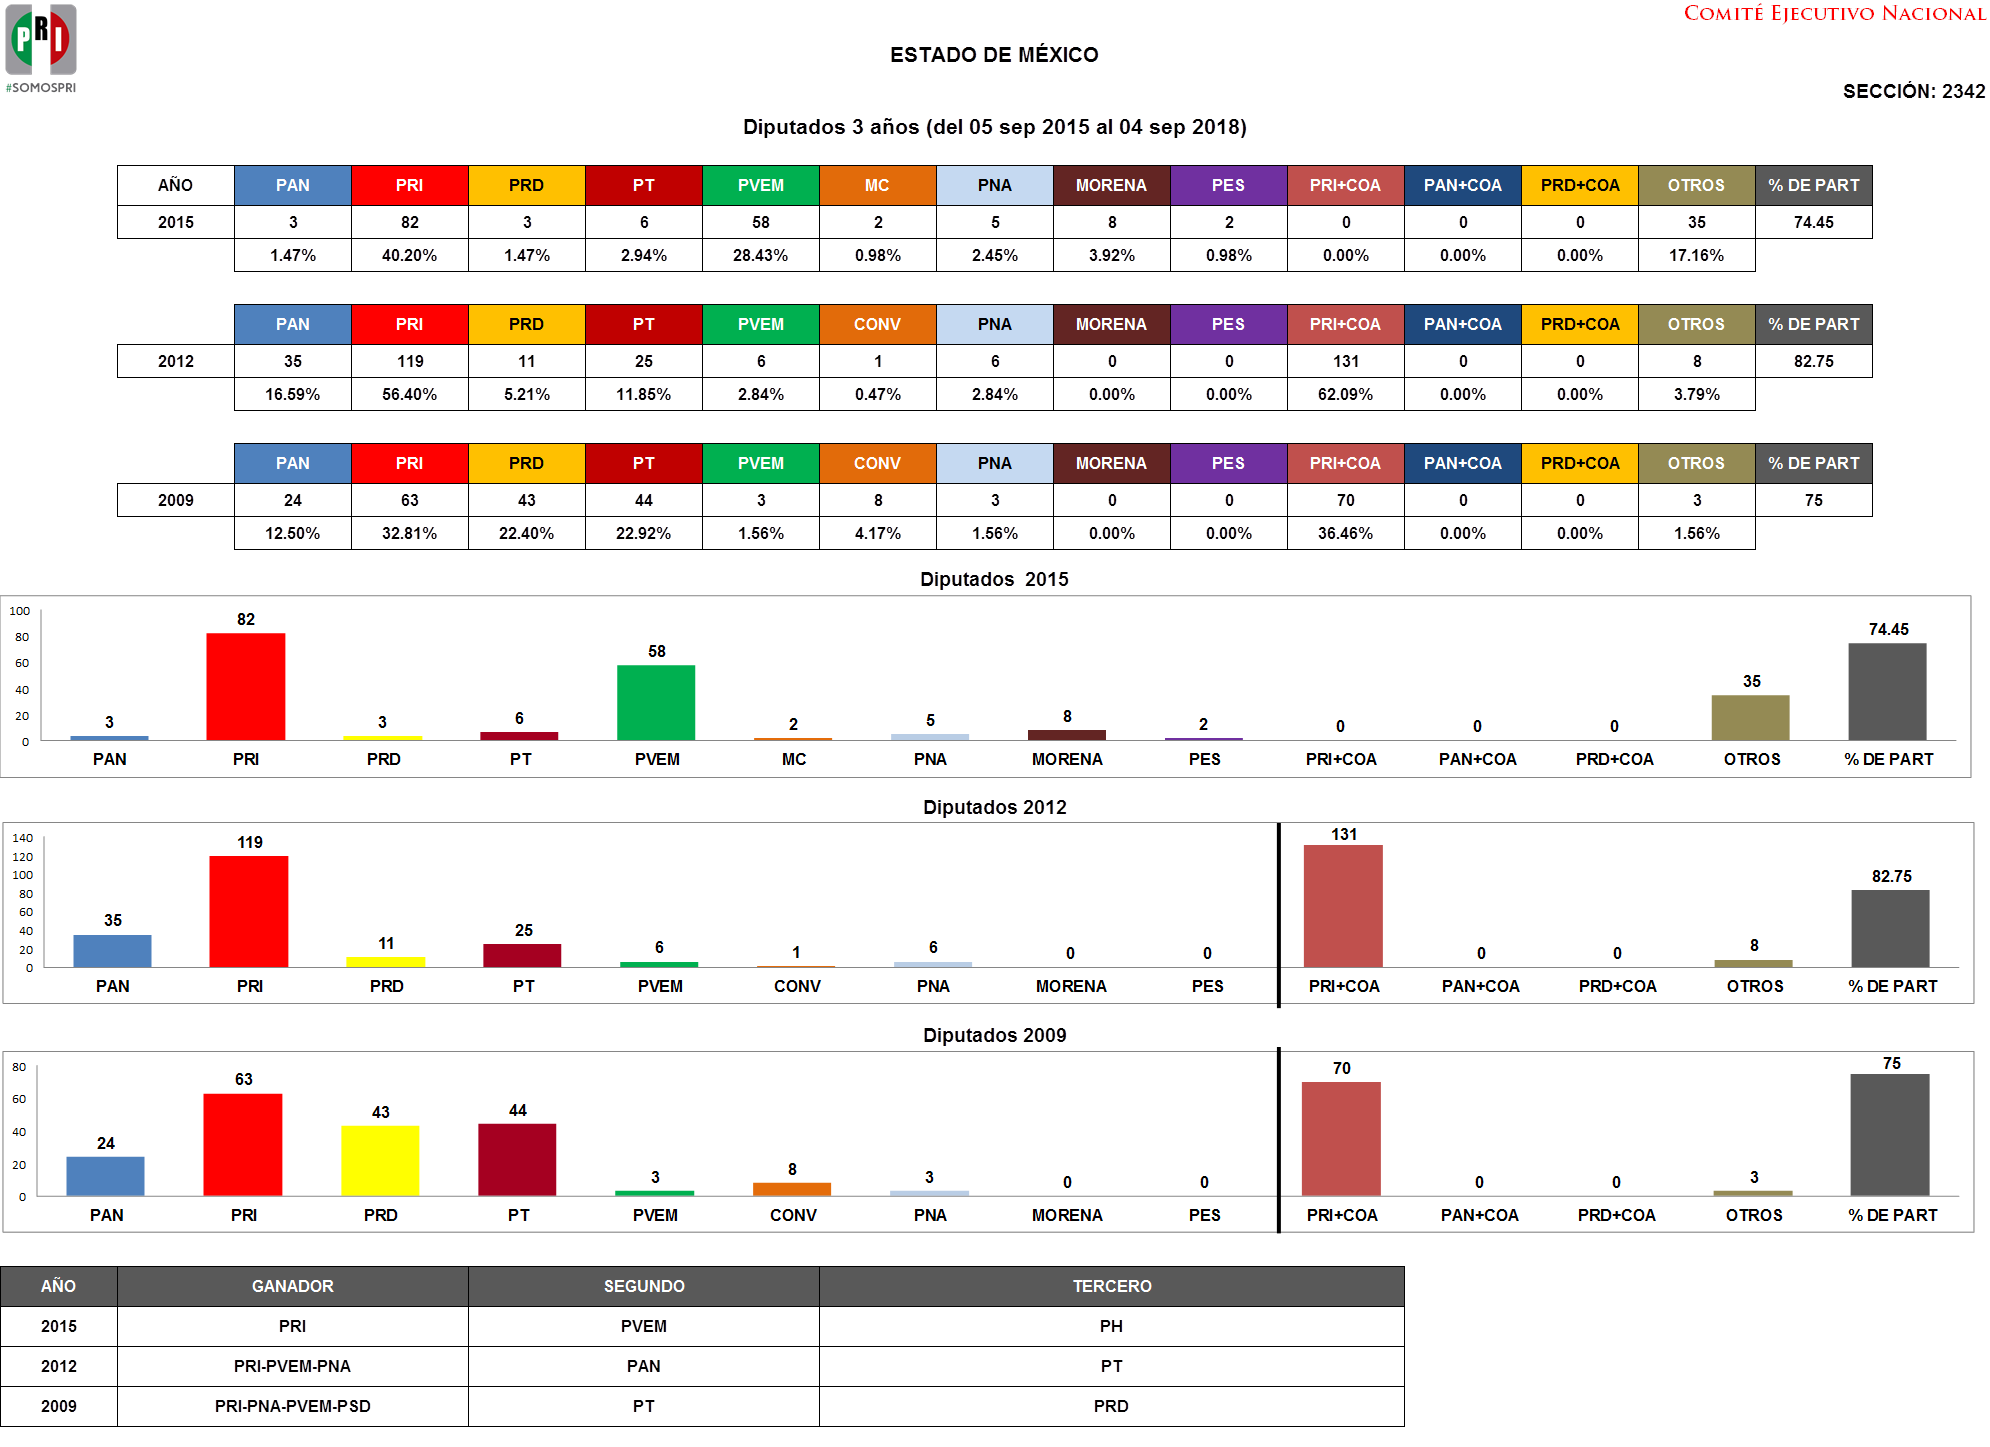 PRI
#SOMOSPRI
COMITÉ EJECUTIVO NACIONAL
ESTADO DE MÉXICO
SECCIÓN: 2342
Diputados 3 años (del 05 sep 2015 al 04 sep 2018)
AÑO PAN PRI PRD PT PVEM MC PNA MORENA PES PRI+COA PAN+COA PRD+COA OTROS % DE PART
2015 3 82 3 6 58 2 5 8 2 0 0 0 35 74.45
1.47% 40.20% 1.47% 2.94% 28.43% 0.98% 2.45% 3.92% 0.98% 0.00% 0.00% 0.00% 17.16%
PAN PRI PRD PT PVEM CONV PNA MORENA PES PRI+COA PAN+COA PRD+COA OTROS % DE PART
2012 35 119 11 25 6 1 6 0 0 131 0 0 8 82.75
16.59% 56.40% 5.21% 11.85% 2.84% 0.47% 2.84% 0.00% 0.00% 62.09% 0.00% 0.00% 3.79%
PAN PRI PRD PT PVEM CONV PNA MORENA PES PRI+COA PAN+COA PRD+COA OTROS % DE PART
2009 24 63 43 44 3 8 3 0 0 70 0 0 3 75
12.50% 32.81% 22.40% 22.92% 1.56% 4.17% 1.56% 0.00% 0.00% 36.46% 0.00% 0.00% 1.56%
Diputados 2015
100
80
60
40
20
0
3 82 3 6 58 2 5 8 2 0 0 0 35 74.45
PAN PRI PRD PT PVEM MC PNA MORENA PES PRI+COA PAN+COA PRD+COA OTROS % DE PART
Diputados 2012
140
120
100
80
60
40
20
0
35 119 11 25 6 1 6 0 0 131 0 0 8 82.75
PAN PRI PRD PT PVEM CONV PNA MORENA PES PRI+COA PAN+COA PRD+COA OTROS % DE PART
Diputados 2009
80
60
40
20
0
24 63 43 44 3 8 3 0 0 70 0 0 3 75
PAN PRI PRD PT PVEM CONV PNA MORENA PES PRI+COA PAN+COA PRD+COA OTROS % DE PART
AÑO GANADOR SEGUNDO TERCERO
2015 PRI PVEM PH
2012 PRI-PVEM-PNA PAN PT
2009 PRI-PNA-PVEM-PSD PT PRD